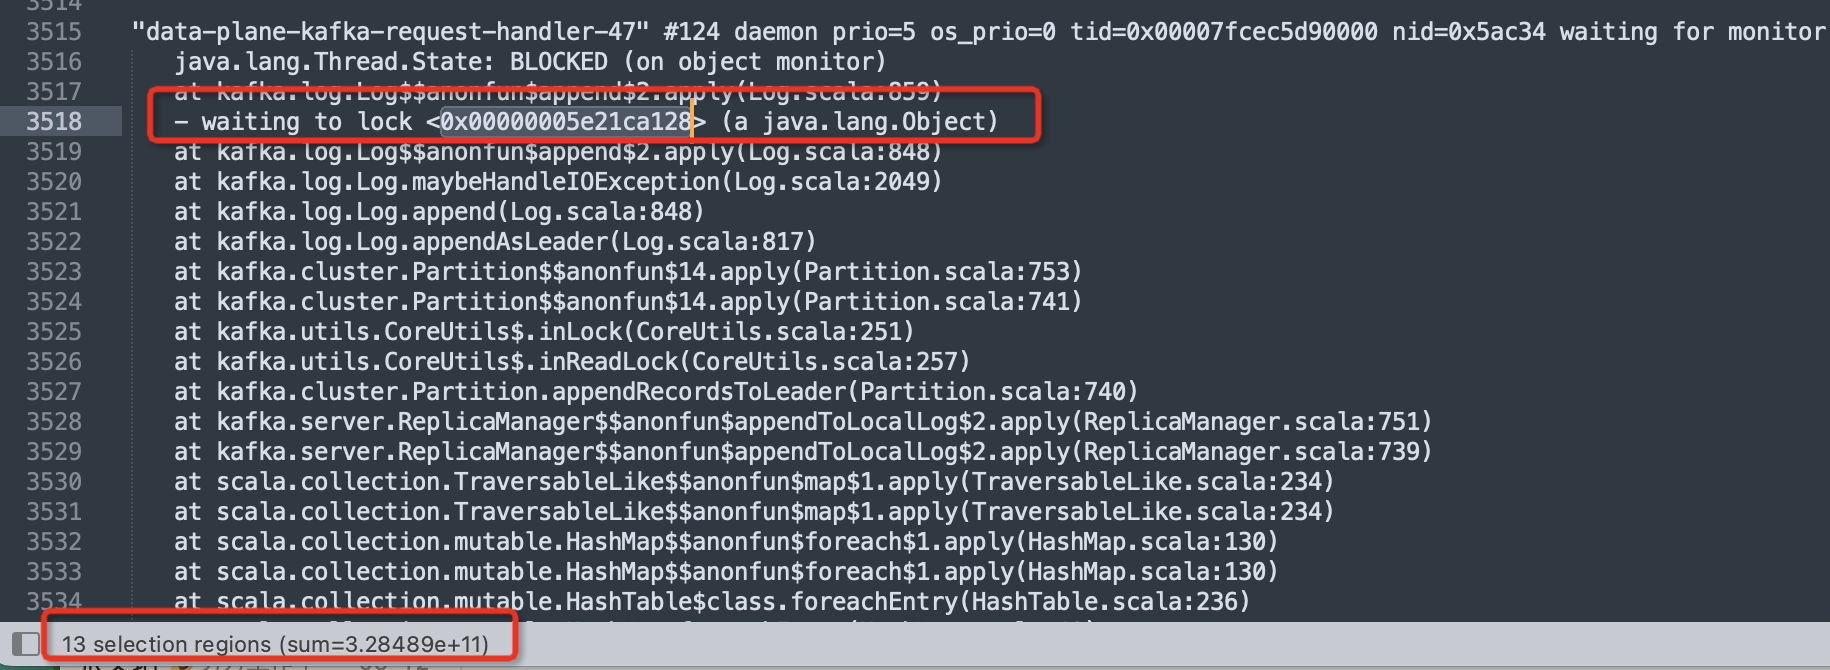 3514
3515 "data-plane-kafka-request-handler-47" #124 daemon prio=5 os_prio=0 tid=0x00007fcec5d90000 nid=0x5ac34 waiting for monitor
3516 java.lang.Thread.State: BLOCKED (on object monitor)
3517 at kafka.log.Log$$anonfun$append$2.apply(Log.scala:859)
3518 - waiting to lock <0x00000005e21ca128> (a java.lang.Object)
3519 at kafka.log.Log$$anonfun$append$2.apply(Log.scala:848)
3520 at kafka.log.Log.maybeHandleIOException(Log.scala:2049)
3521 at kafka.log.Log.append(Log.scala:848)
3522 at kafka.log.Log.appendAsLeader(Log.scala:817)
3523 at kafka.cluster.Partition$$anonfun$14.apply(Partition.scala:753)
3524 at kafka.cluster.Partition$$anonfun$14.apply(Partition.scala:741)
3525 at kafka.utils.CoreUtils$.inLock(CoreUtils.scala:251)
3526 at kafka.utils.CoreUtils$.inReadLock(CoreUtils.scala:257)
3527 at kafka.cluster.Partition.appendRecordsToLeader(Partition.scala:740)
3528 at kafka.server.ReplicaManager$$anonfun$appendToLocalLog$2.apply(ReplicaManager.scala:751)
3529 at kafka.server.ReplicaManager$$anonfun$appendToLocalLog$2.apply(ReplicaManager.scala:739)
3530 at scala.collection.TraversableLike$$anonfun$map$1.apply(TraversableLike.scala:234)
3531 at scala.collection.TraversableLike$$anonfun$map$1.apply(TraversableLike.scala:234)
3532 at scala.collection.mutable.HashMap$$anonfun$foreach$1.apply(HashMap.scala:130)
3533 at scala.collection.mutable.HashMap$$anonfun$foreach$1.apply(HashMap.scala:130)
3534 at scala.collection.mutable.HashTable$class.foreachEntry(HashTable.scala:236)
13 selection regions (sum=3.28489e+11)